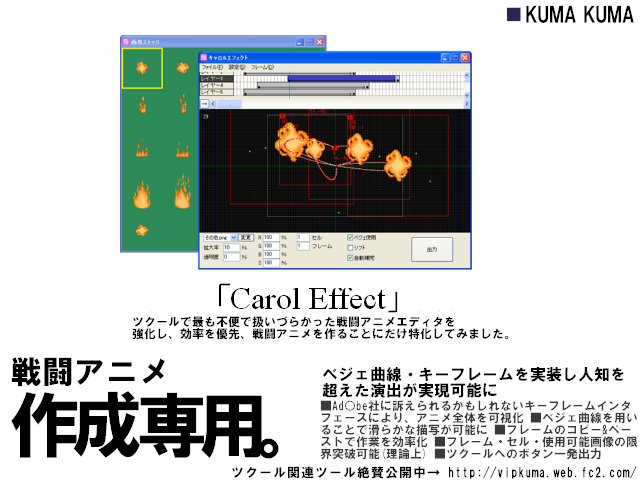 ■ KUMA KUMA
画像ストック
キャロルエフェクト
ファイル(F) 設定(S) フレーム(Q)
レイヤー3
レイヤー4
レイヤー5
その他.png 変更 R 100 % 1 セル ☑ベジェ使用
拡大率 10 % G 100 % 1 フレーム □シフト
透明度 0 % B 100 % ☑自動補完
S 100 %
出力
「Carol Effect」
ツクールで最も不便で扱いづらかった戦闘アニメエディタを
強化し、効率を優先、戦闘アニメを作ることにだけ特化してみました。
戦闘アニメ
作成専用。
ベジェ曲線・キーフレームを実装し人知を
超えた演出が実現可能に
■Ad○be社に訴えられるかもしれないキーフレームインタ
フェースにより、アニメ全体を可視化 ■ベジェ曲線を用い
ることで滑らかな描写が可能に ■フレームのコピー&ペー
ストで作業を効率化 ■フレーム・セル・使用可能画像の限
界突破可能(理論上) ■ツクールへのボタン一発出力
ツクール関連ツール絶賛公開中→ http://vipkuma.web.fc2.com/